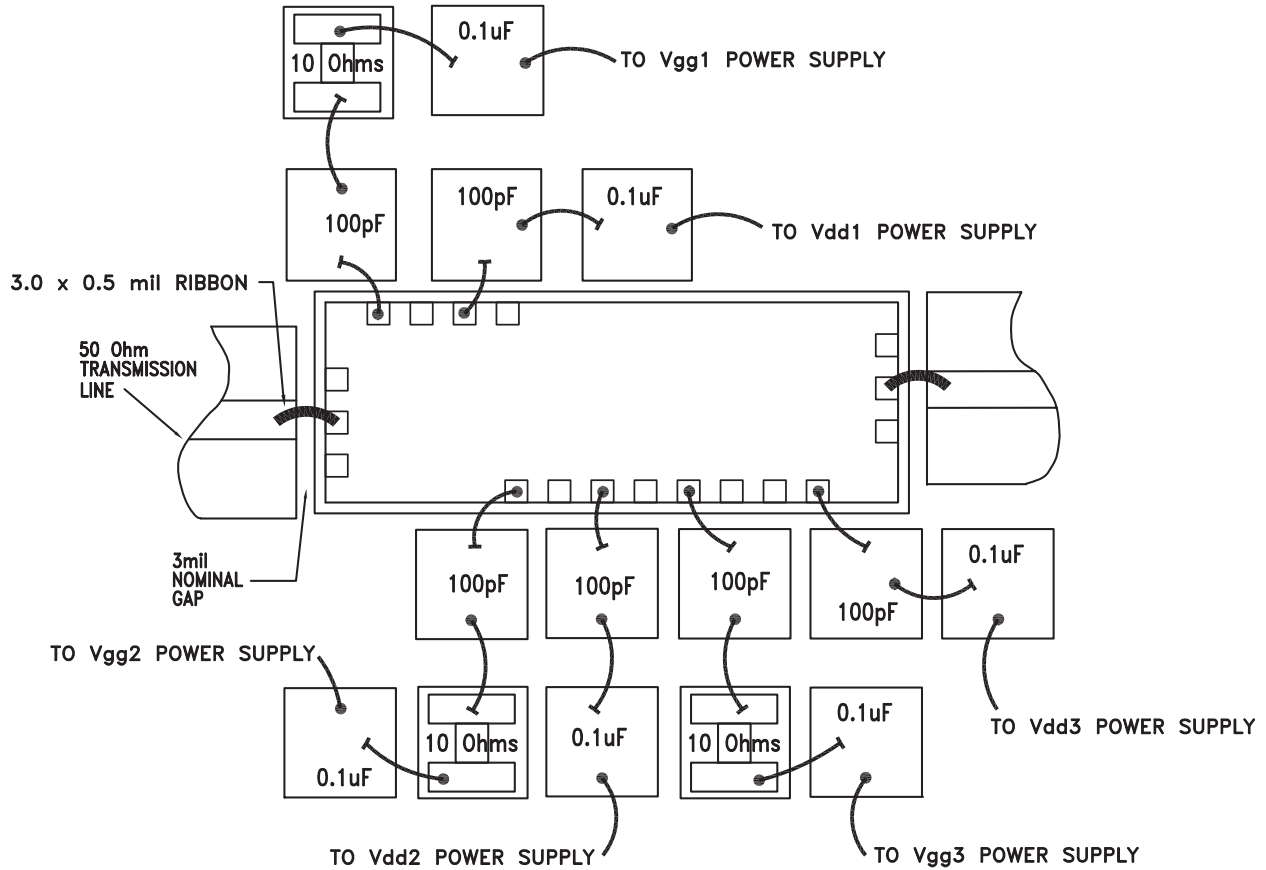 0.1uF
10 Ohms
TO Vgg1 POWER SUPPLY
100pF
0.1uF
100pF
TO Vdd1 POWER SUPPLY
3.0 x 0.5 mil RIBBON
50 Ohm
TRANSMISSION
LINE
3mil
NOMINAL
GAP
100pF
100pF
100pF
100pF
0.1uF
TO Vgg2 POWER SUPPLY
0.1uF
10 Ohms
0.1uF
10 Ohms
0.1uF
TO Vdd3 POWER SUPPLY
TO Vdd2 POWER SUPPLY
TO Vgg3 POWER SUPPLY